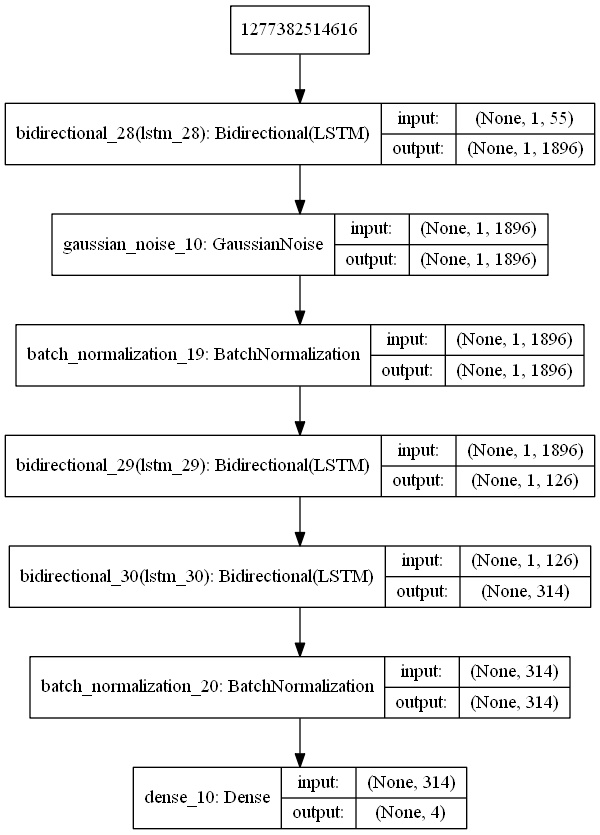 1277382514616
bidirectional_28(lstm_28): Bidirectional(LSTM)
input: (None, 1, 55)
output: (None, 1, 1896)
gaussian_noise_10: GaussianNoise
input: (None, 1, 1896)
output: (None, 1, 1896)
batch_normalization_19: BatchNormalization
input: (None, 1, 1896)
output: (None, 1, 1896)
bidirectional_29(lstm_29): Bidirectional(LSTM)
input: (None, 1, 1896)
output: (None, 1, 126)
bidirectional_30(lstm_30): Bidirectional(LSTM)
input: (None, 1, 126)
output: (None, 314)
batch_normalization_20: BatchNormalization
input: (None, 314)
output: (None, 314)
dense_10: Dense
input: (None, 314)
output: (None, 4)